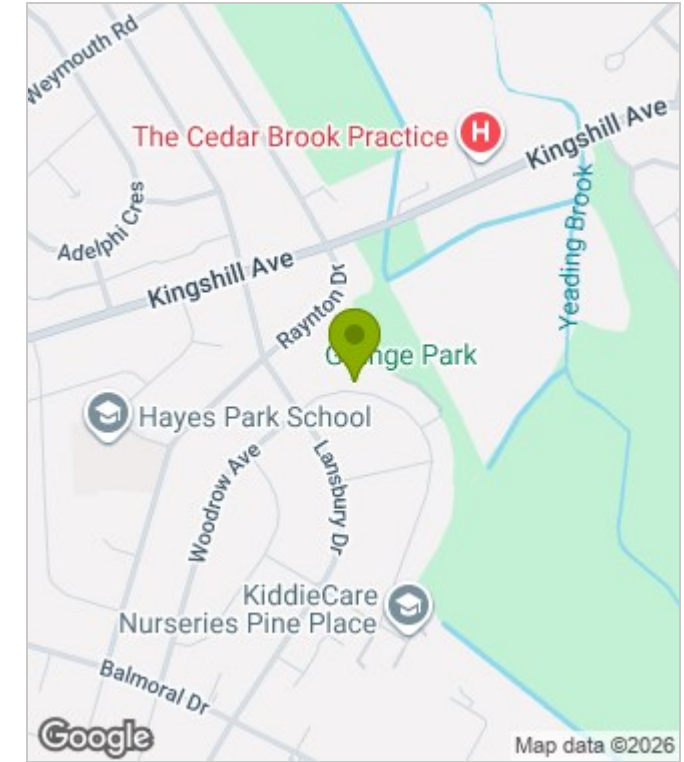 Weymouth Rd
The Cedar Brook Practice
H
Kingshill Ave
Adelphi Cres
Yeading Brook
Kingshill Ave
Raynton Dr
Hayes Park School
Woodrow Ave
Lansbury Dr
KiddieCare
Nurseries Pine Place
Balmoral Dr
Google
Map data ©2026
Park